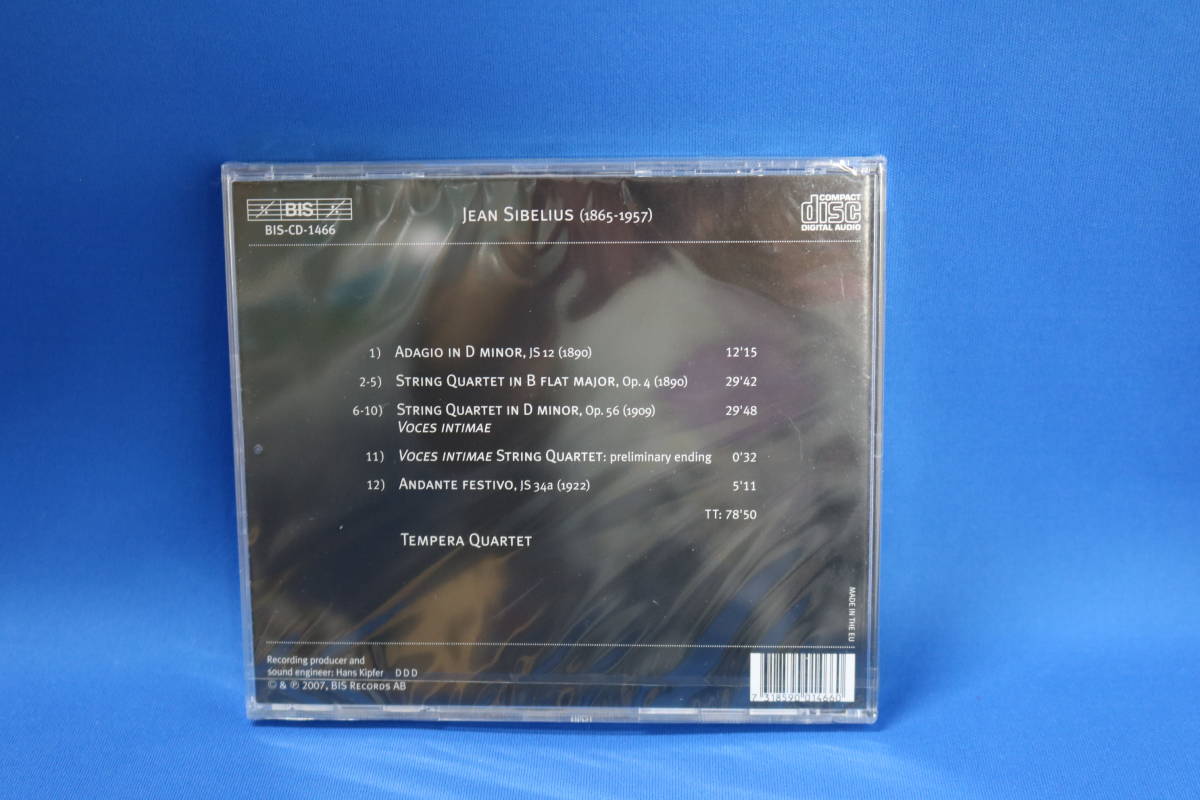 BIS
BIS-CD-1466
JEAN SIBELIUS (1865-1957)
COMPACT
disc
DIGITAL AUDIO
1) ADAGIO IN D MINOR, JS 12 (1890) 12'15
2-5) STRING QUARTET IN B FLAT MAJOR, Op. 4 (1890) 29'42
6-10) STRING QUARTET IN D MINOR, Op. 56 (1909) 29'48
VOCES INTIMAE
11) VOCES INTIMAE STRING QUARTET: preliminary ending 0'32
12) ANDANTE FESTIVO, JS 34a (1922) 5'11
TT: 78'50
TEMPERA QUARTET
MADE IN THE EU
Recording producer and
sound engineer: Hans Kipfer D D D
© & ℗ 2007, BIS RECORDS AB
7 318590 014660